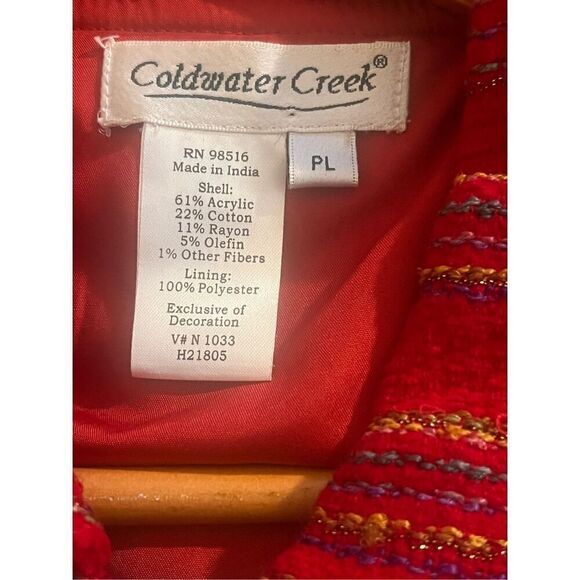 Coldwater Creek®
PL
RN 98516
Made in India
Shell:
61% Acrylic
22% Cotton
11% Rayon
5% Olefin
1% Other Fibers
Lining:
100% Polyester
Exclusive of
Decoration
V# N 1033
H21805